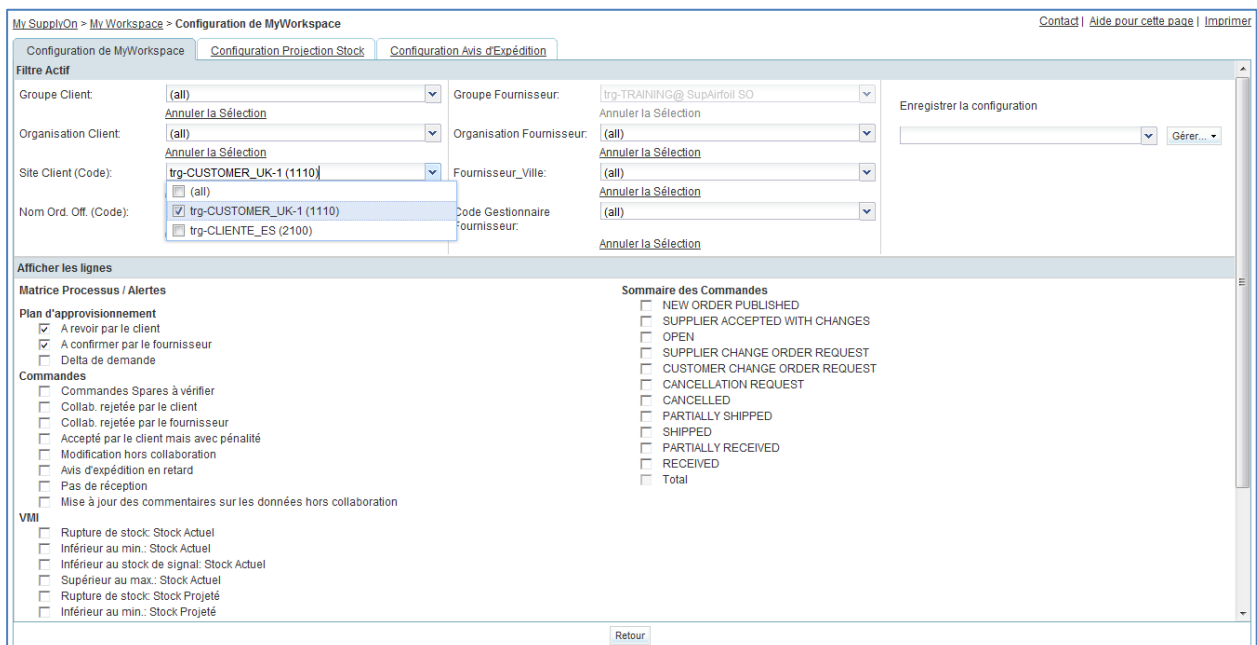 My SupplyOn > My Workspace > Configuration de MyWorkspace
Contact | Aide pour cette page | Imprimer
Configuration de MyWorkspace
Configuration Projection Stock
Configuration Avis d'Expédition
Filtre Actif
Groupe Client: (all)
Annuler la Sélection
Organisation Client: (all)
Annuler la Sélection
Site Client (Code): trg-CUSTOMER_UK-1 (1110)
(all)
trg-CUSTOMER_UK-1 (1110)
trg-CLIENTE_ES (2100)
Nom Ord. Off. (Code):
Groupe Fournisseur: trg-TRAINING@ SupAirfoil SO
Annuler la Sélection
Organisation Fournisseur: (all)
Annuler la Sélection
Fournisseur_Ville: (all)
Annuler la Sélection
Code Gestionnaire (all)
Fournisseur:
Annuler la Sélection
Enregistrer la configuration
Gérer...
Afficher les lignes
Matrice Processus / Alertes
Plan d'approvisionnement
A revoir par le client
A confirmer par le fournisseur
Delta de demande
Commandes
Commandes Spares à vérifier
Collab. rejetée par le client
Collab. rejetée par le fournisseur
Accepté par le client mais avec pénalité
Modification hors collaboration
Avis d'expédition en retard
Pas de réception
Mise à jour des commentaires sur les données hors collaboration
VMI
Rupture de stock: Stock Actuel
Inférieur au min.: Stock Actuel
Inférieur au stock de signal: Stock Actuel
Supérieur au max.: Stock Actuel
Rupture de stock: Stock Projeté
Inférieur au min.: Stock Projeté
Sommaire des Commandes
NEW ORDER PUBLISHED
SUPPLIER ACCEPTED WITH CHANGES
OPEN
SUPPLIER CHANGE ORDER REQUEST
CUSTOMER CHANGE ORDER REQUEST
CANCELLATION REQUEST
CANCELLED
PARTIALLY SHIPPED
SHIPPED
PARTIALLY RECEIVED
RECEIVED
Total
Retour